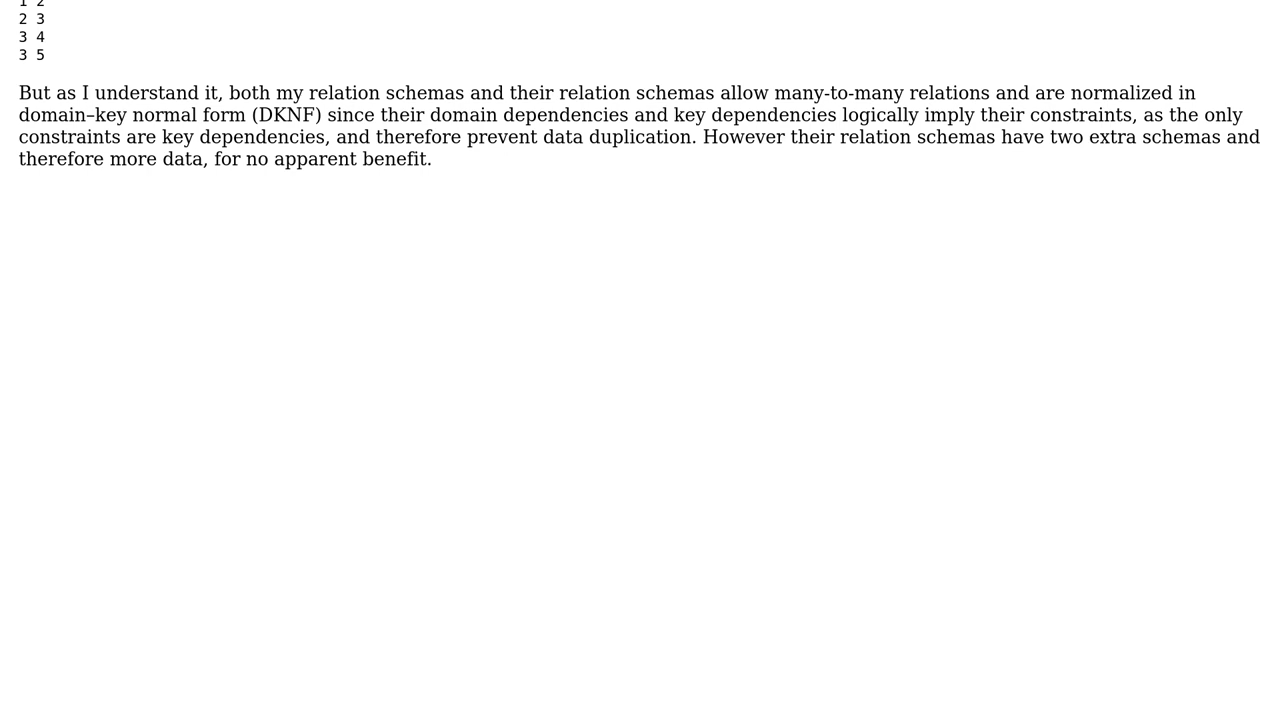 1 2
2 3
3 4
3 5
But as I understand it, both my relation schemas and their relation schemas allow many-to-many relations and are normalized in
domain–key normal form (DKNF) since their domain dependencies and key dependencies logically imply their constraints, as the only
constraints are key dependencies, and therefore prevent data duplication. However their relation schemas have two extra schemas and
therefore more data, for no apparent benefit.